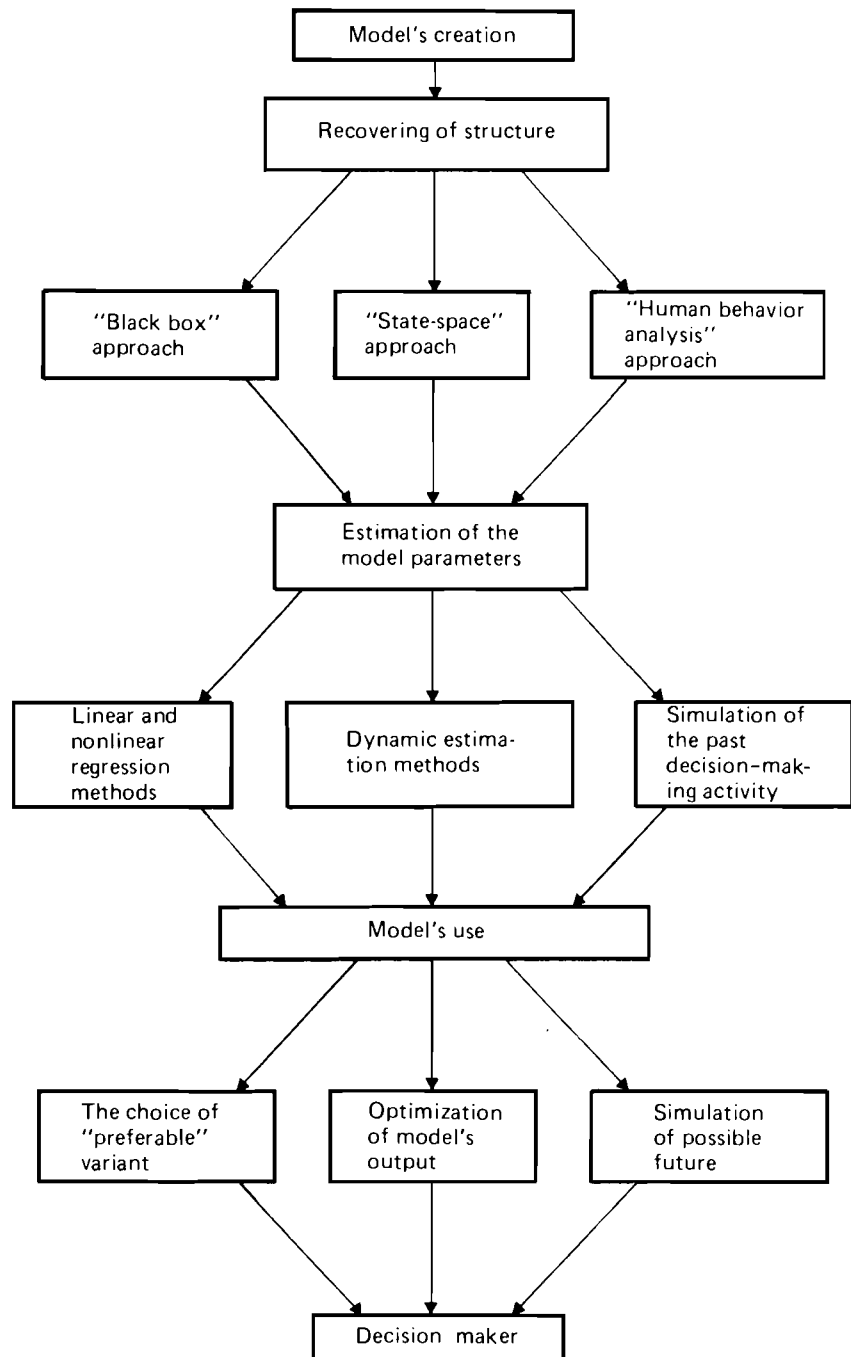 Model's creation
Recovering of structure
"Black box"
approach
"State-space"
approach
"Human behavior
analysis"
approach
Estimation of the
model parameters
Linear and
nonlinear
regression
methods
Dynamic estima-
tion methods
Simulation of
the past
decision-mak-
ing activity
Model's use
The choice of
"preferable"
variant
Optimization
of model's
output
Simulation
of possible
future
Decision maker